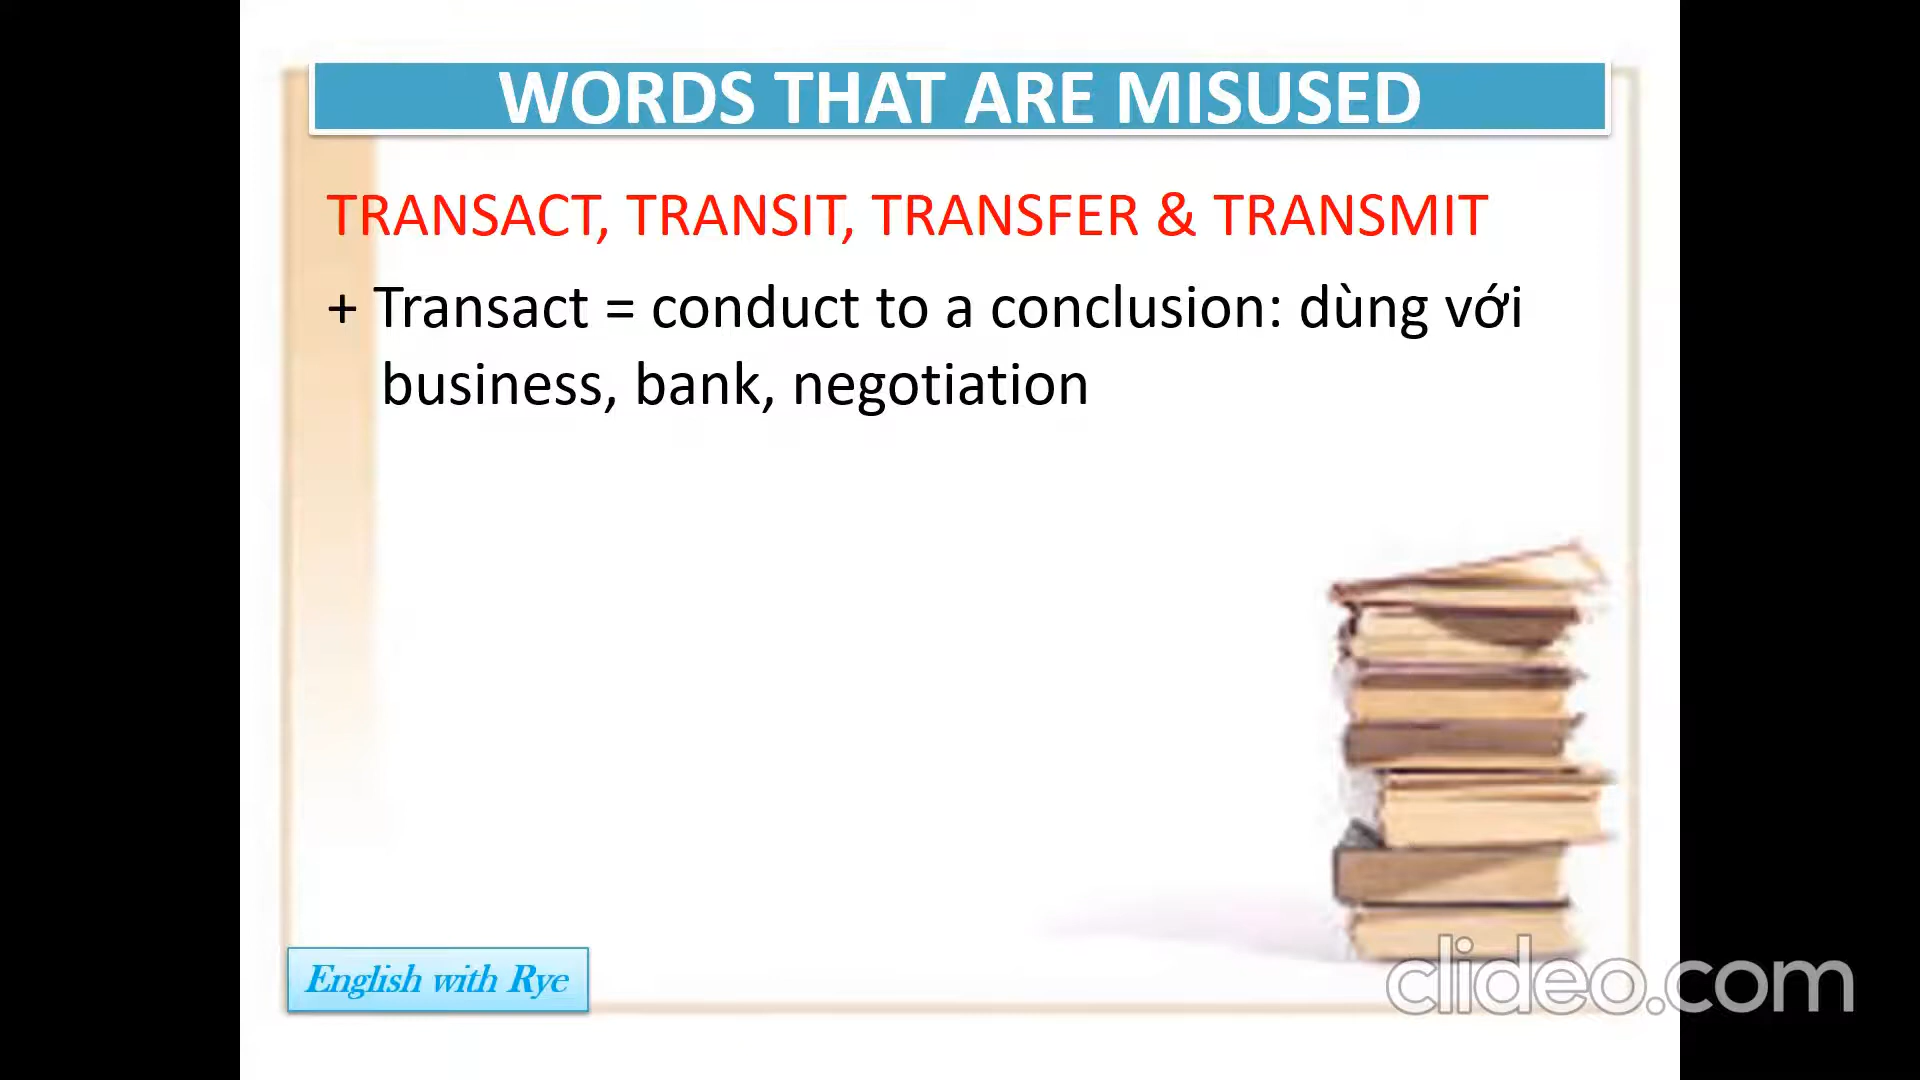 WORDS THAT ARE MISUSED
TRANSACT, TRANSIT, TRANSFER & TRANSMIT
+ Transact = conduct to a conclusion: dùng với
business, bank, negotiation
English with Rye
clideo.com